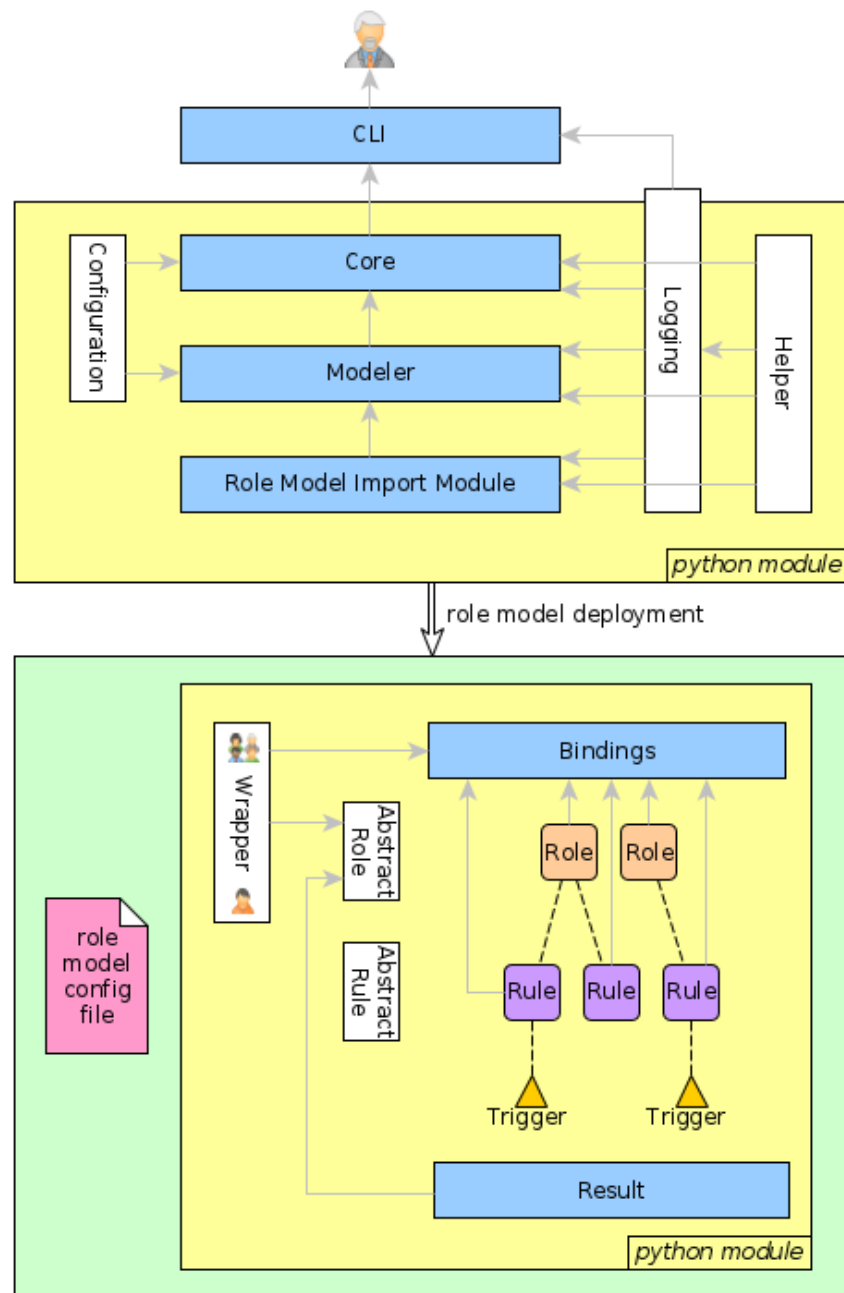 CLI
Configuration
Core
Logging
Helper
Modeler
Role Model Import Module
python module
role model deployment
Wrapper
Bindings
Abstract
Role
Role
Role
role
model
config
file
Abstract
Rule
Rule
Rule
Rule
Trigger
Trigger
Result
python module